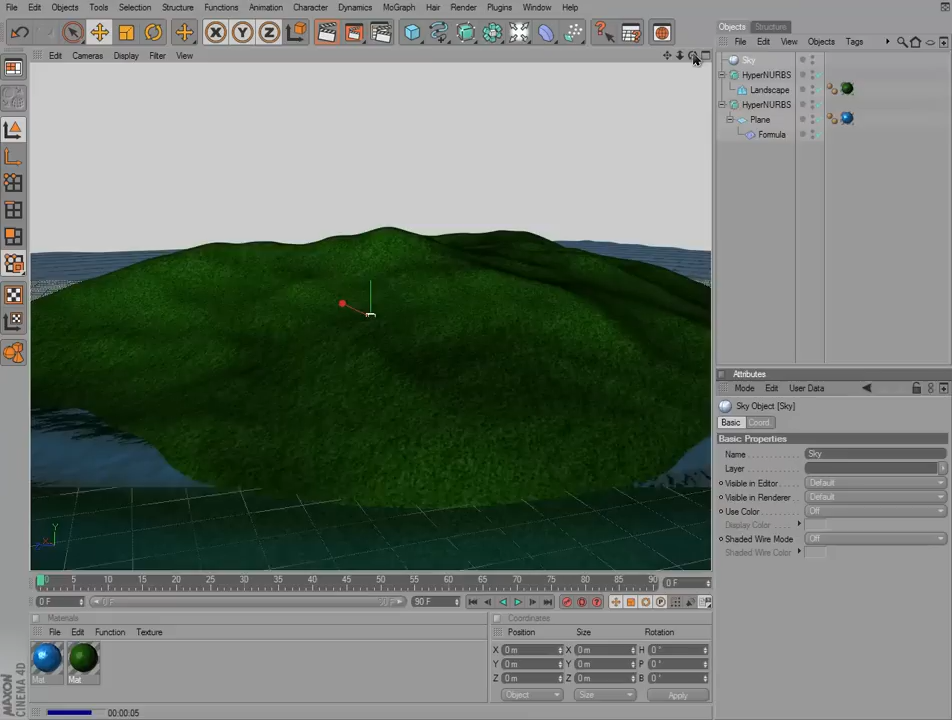 File Edit Objects Tools Selection Structure Functions Animation Character Dynamics MoGraph Hair Render Plugins Window Help
X Y Z
Edit Cameras Display Filter View
Objects Structure
File Edit View Objects Tags
Sky
HyperNURBS
Landscape
HyperNURBS
Plane
Formula
Attributes
Mode Edit User Data
Sky Object [Sky]
Basic Coord.
Basic Properties
Name Sky
Layer
Visible in Editor Default
Visible in Renderer Default
Use Color Off
Display Color
Shaded Wire Mode Off
Shaded Wire Color
Y
X
0 5 10 15 20 25 30 35 40 45 50 55 60 65 70 75 80 85 90 0 F
0 F 0 F 90 F
Materials
File Edit Function Texture
Mat Mat
Coordinates
Position Size Rotation
X 0 m X 0 m H 0 °
Y 0 m Y 0 m P 0 °
Z 0 m Z 0 m B 0 °
Object Size Apply
MAXON
CINEMA 4D
00:00:05